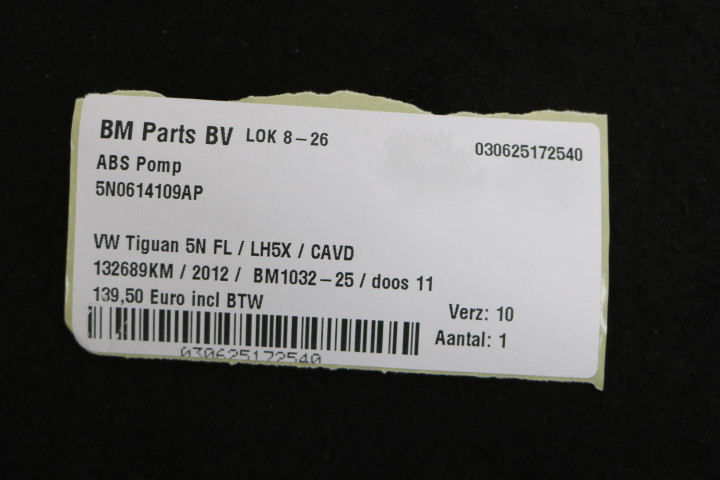 BM Parts BV LOK 8-26
030625172540
ABS Pomp
5N0614109AP
VW Tiguan 5N FL / LH5X / CAVD
132689KM / 2012 / BM1032-25 / doos 11
139,50 Euro incl BTW
Verz: 10
Aantal: 1
030625172540